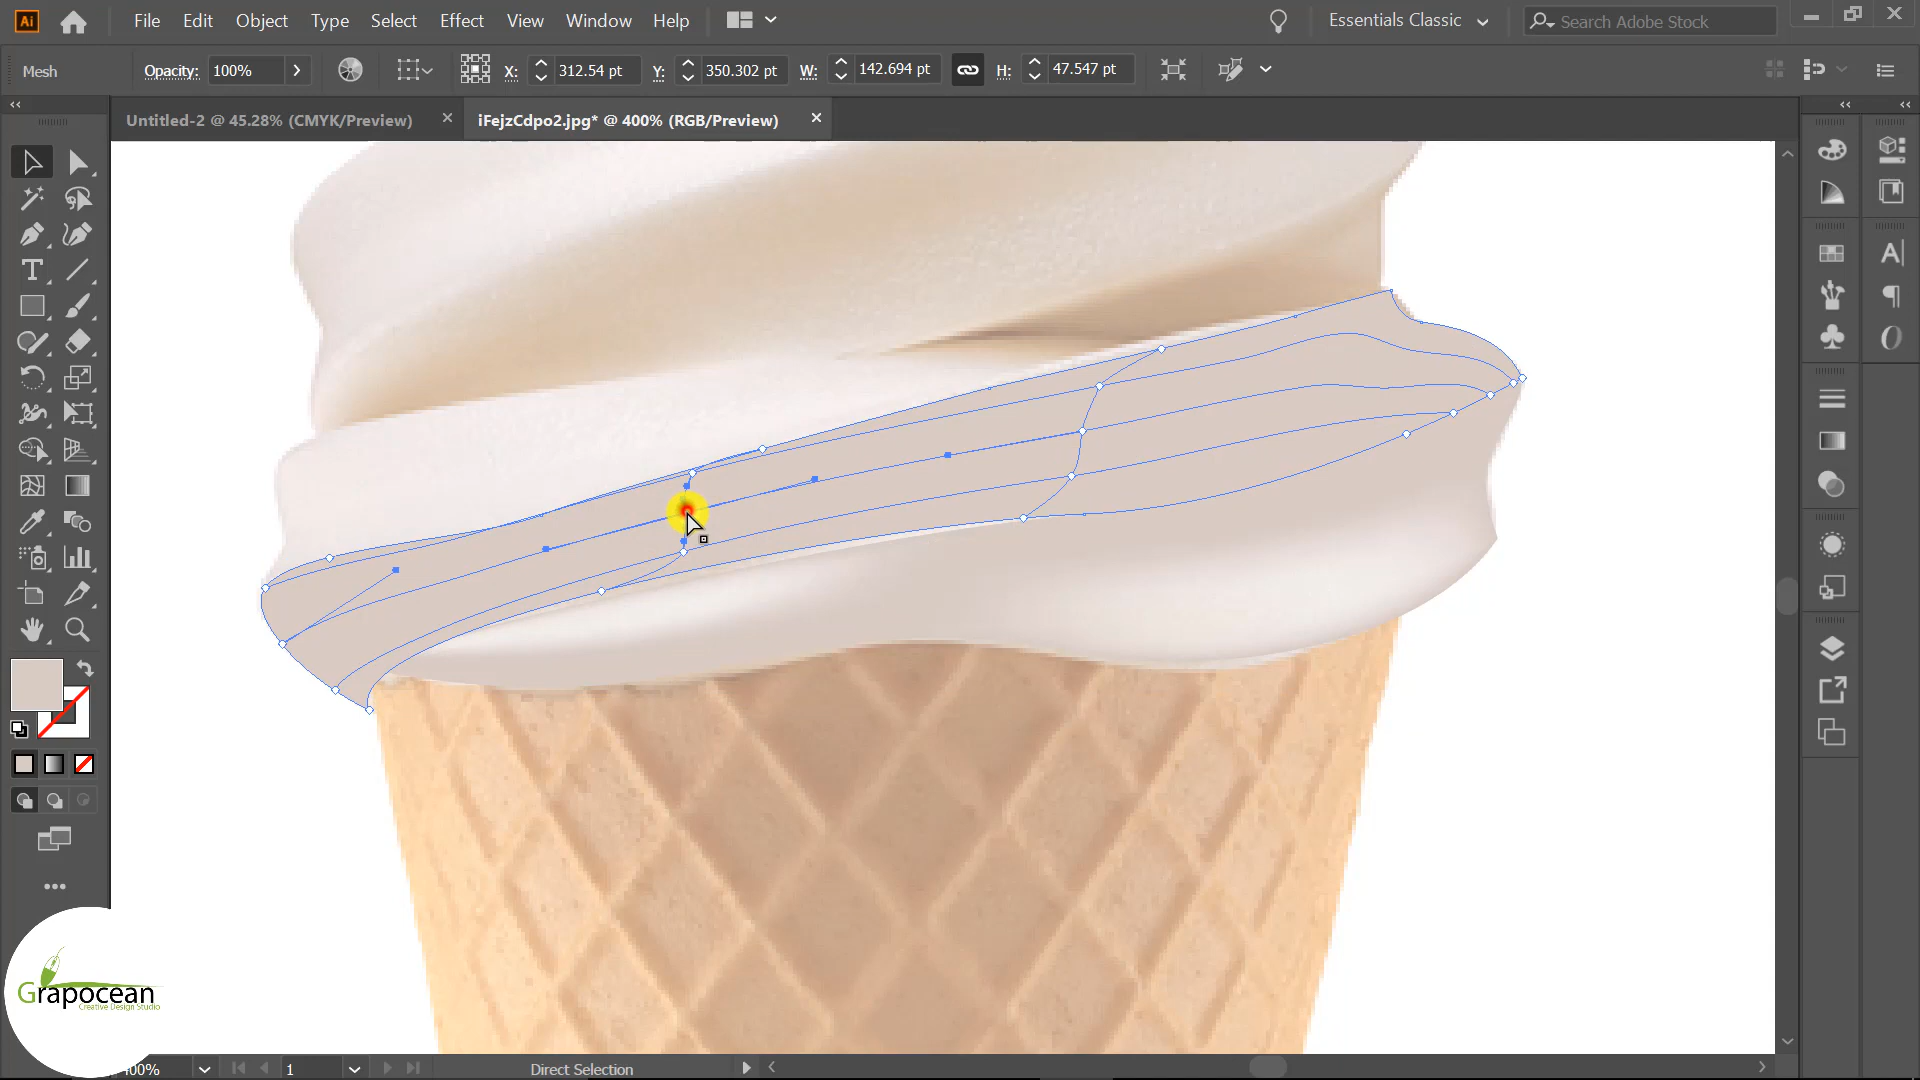 Ai File Edit Object Type Select Effect View Window Help Essentials Classic Search Adobe Stock
Mesh Opacity: 100% X: 312.54 pt Y: 350.302 pt W: 142.694 pt H: 47.547 pt
Untitled-2 @ 45.28% (CMYK/Preview) iFejzCdpo2.jpg* @ 400% (RGB/Preview)
Grapocean
Creative Design Studio
400% 1 Direct Selection